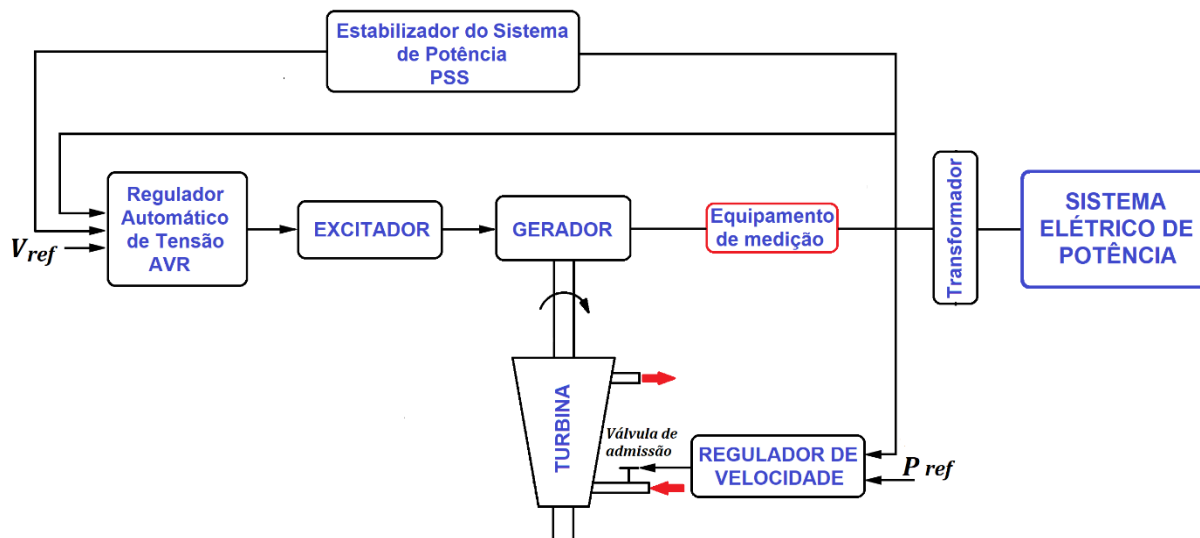 Estabilizador do Sistema
de Potência
PSS
Regulador
Automático
de Tensão
AVR
Vref
EXCITADOR
GERADOR
Equipamento
de medição
Transformador
SISTEMA
ELÉTRICO DE
POTÊNCIA
TURBINA
Válvula de
admissão
REGULADOR DE
VELOCIDADE
P ref